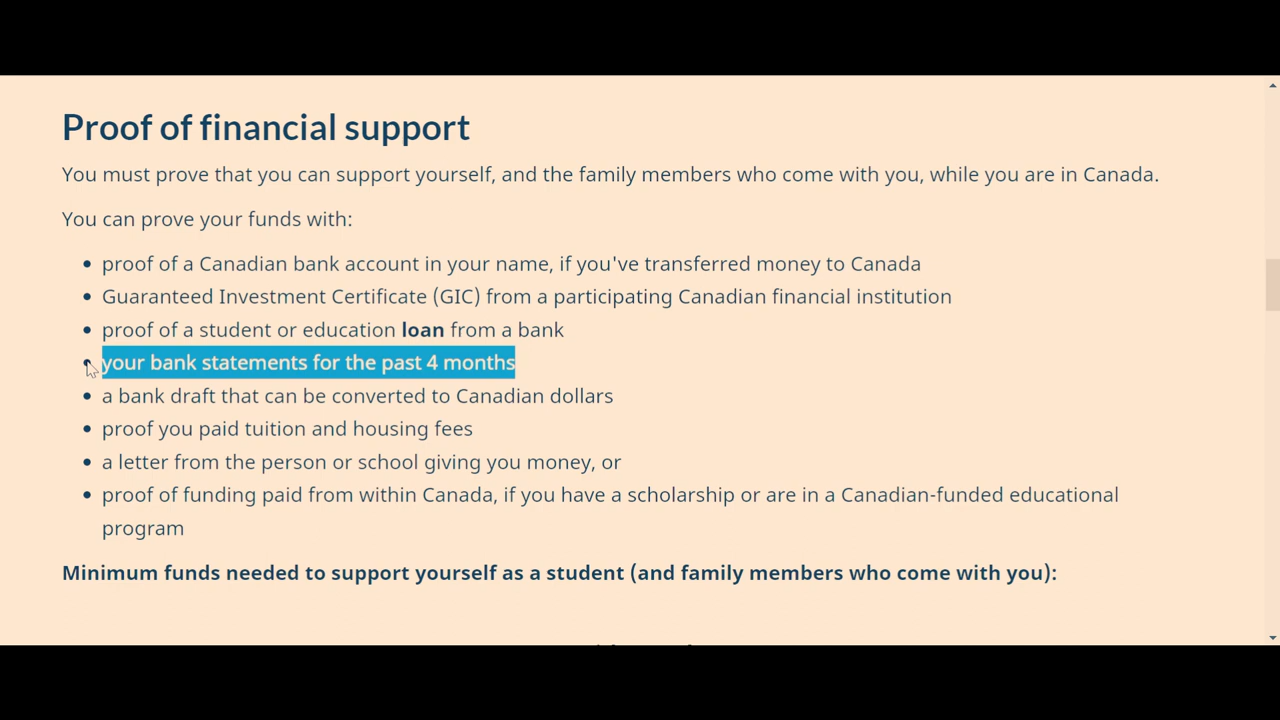 Proof of financial support
You must prove that you can support yourself, and the family members who come with you, while you are in Canada.
You can prove your funds with:
• proof of a Canadian bank account in your name, if you've transferred money to Canada
• Guaranteed Investment Certificate (GIC) from a participating Canadian financial institution
• proof of a student or education loan from a bank
• your bank statements for the past 4 months
• a bank draft that can be converted to Canadian dollars
• proof you paid tuition and housing fees
• a letter from the person or school giving you money, or
• proof of funding paid from within Canada, if you have a scholarship or are in a Canadian-funded educational
program
Minimum funds needed to support yourself as a student (and family members who come with you):